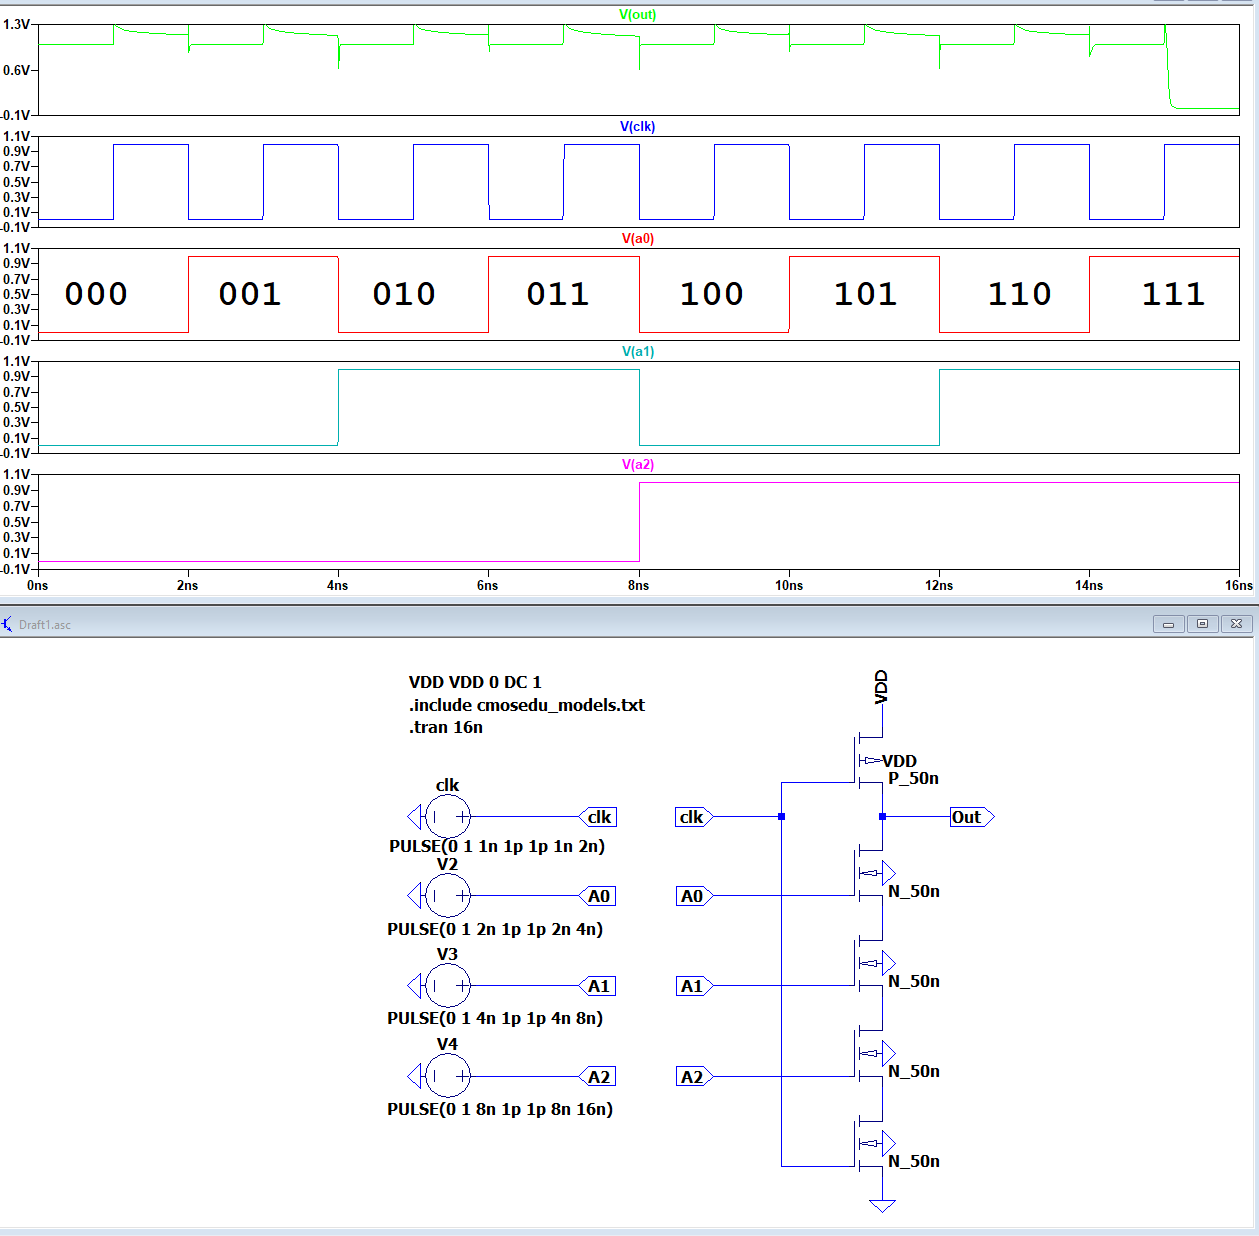 V(out)
1.3V
0.6V
-0.1V
V(clk)
1.1V
0.9V
0.7V
0.5V
0.3V
0.1V
-0.1V
V(a0)
1.1V
0.9V
0.7V
0.5V
0.3V
0.1V
-0.1V
000 001 010 011 100 101 110 111
V(a1)
1.1V
0.9V
0.7V
0.5V
0.3V
0.1V
-0.1V
V(a2)
1.1V
0.9V
0.7V
0.5V
0.3V
0.1V
-0.1V
0ns 2ns 4ns 6ns 8ns 10ns 12ns 14ns 16ns
Draft1.asc
VDD VDD 0 DC 1
.include cmosedu_models.txt
.tran 16n
clk
clk
PULSE(0 1 1n 1p 1p 1n 2n)
V2
A0
PULSE(0 1 2n 1p 1p 2n 4n)
V3
A1
PULSE(0 1 4n 1p 1p 4n 8n)
V4
A2
PULSE(0 1 8n 1p 1p 8n 16n)
VDD
VDD
P_50n
clk
Out
N_50n
A0
N_50n
A1
N_50n
A2
N_50n